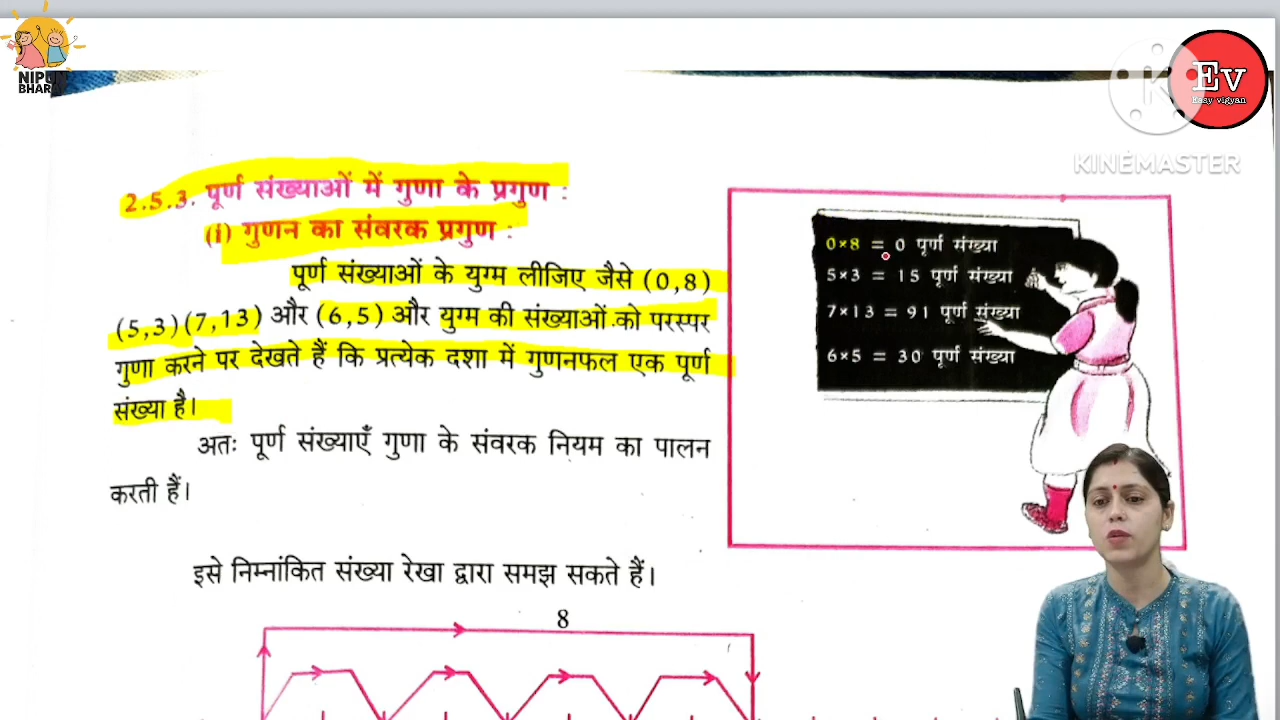 NIPUN
BHARAT
Ev
Easy vigyan
K
KINEMASTER
2.5.3. पूर्ण संख्याओं में गुणा के प्रगुण :
(i) गुणन का संवरक प्रगुण :
पूर्ण संख्याओं के युग्म लीजिए जैसे (0,8)
(5,3)(7,13) और (6,5) और युग्म की संख्याओं को परस्पर
गुणा करने पर देखते हैं कि प्रत्येक दशा में गुणनफल एक पूर्ण
संख्या है।
अतः पूर्ण संख्याएँ गुणा के संवरक नियम का पालन
करती हैं।
इसे निम्नांकित संख्या रेखा द्वारा समझ सकते हैं।
8
0×8 = 0 पूर्ण संख्या
5×3 = 15 पूर्ण संख्या
7×13 = 91 पूर्ण संख्या
6×5 = 30 पूर्ण संख्या